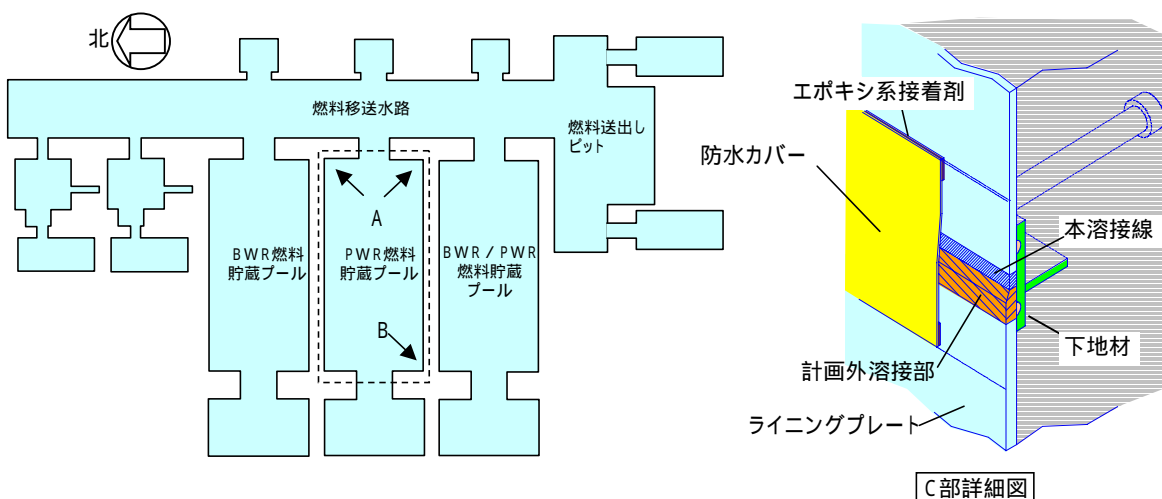 北
燃料移送水路
燃料送出し
ピット
A
BWR燃料
貯蔵プール
PWR燃料
貯蔵プール
BWR/PWR
燃料貯蔵
プール
B
エポキシ系接着剤
防水カバー
本溶接線
下地材
計画外溶接部
ライニングプレート
C部詳細図